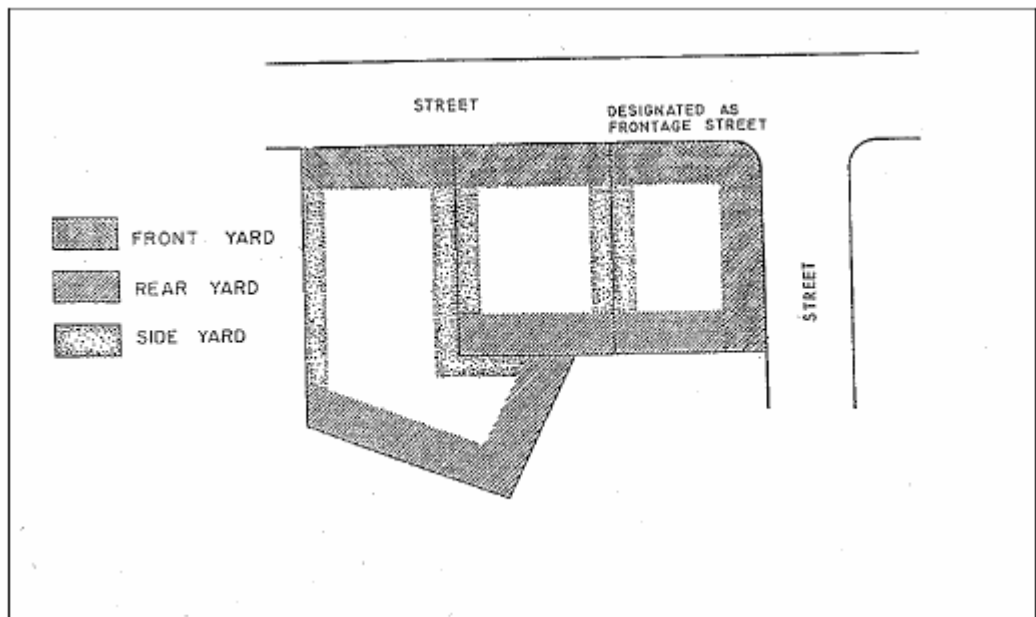 STREET
DESIGNATED AS
FRONTAGE STREET
FRONT YARD
REAR YARD
SIDE YARD
STREET